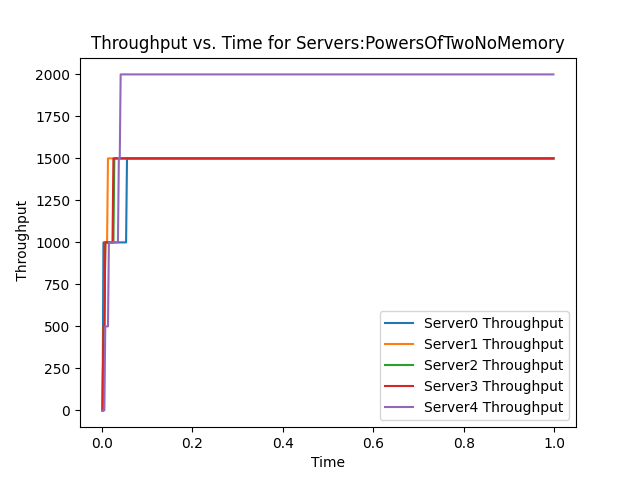 Throughput vs. Time for Servers:PowersOfTwoNoMemory
2000
1750
1500
1250
1000
750
500
250
0
Throughput
Server0 Throughput
Server1 Throughput
Server2 Throughput
Server3 Throughput
Server4 Throughput
0.0 0.2 0.4 0.6 0.8 1.0
Time